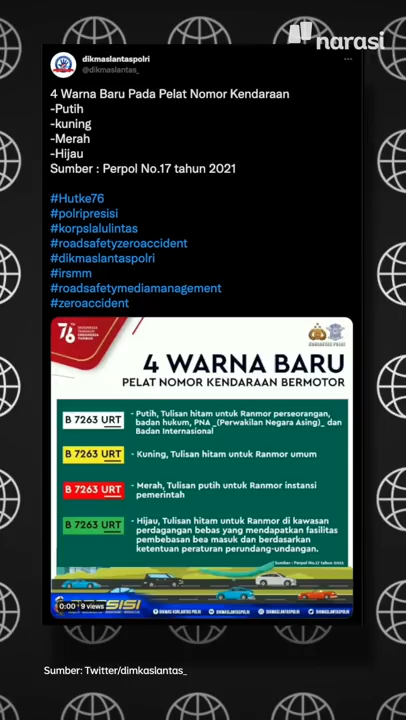 narasi
dikmaslantaspolri
@dikmaslantas_
4 Warna Baru Pada Pelat Nomor Kendaraan
-Putih
-kuning
-Merah
-Hijau
Sumber : Perpol No.17 tahun 2021
#Hutke76
#polripresisi
#korpslalulintas
#roadsafetyzeroaccident
#dikmaslantaspolri
#irsmm
#roadsafetymediamanagement
#zeroaccident
76
4 WARNA BARU
PELAT NOMOR KENDARAAN BERMOTOR
B 7263 URT
- Putih, Tulisan hitam untuk Ranmor perseorangan,
badan hukum, PNA _(Perwakilan Negara Asing)_ dan
Badan Internasional
B 7263 URT
- Kuning, Tulisan hitam untuk Ranmor umum
B 7263 URT
- Merah, Tulisan putih untuk Ranmor instansi
pemerintah
B 7263 URT
- Hijau, Tulisan hitam untuk Ranmor di kawasan
perdagangan bebas yang mendapatkan fasilitas
pembebasan bea masuk dan berdasarkan
ketentuan peraturan perundang-undangan.
Sumber : Perpol No.17 tahun 2021
0:00 · 9 views
DIKMASLANTASPOLRI
DIKMASLANTASPOLRI
Sumber: Twitter/dimkaslantas_